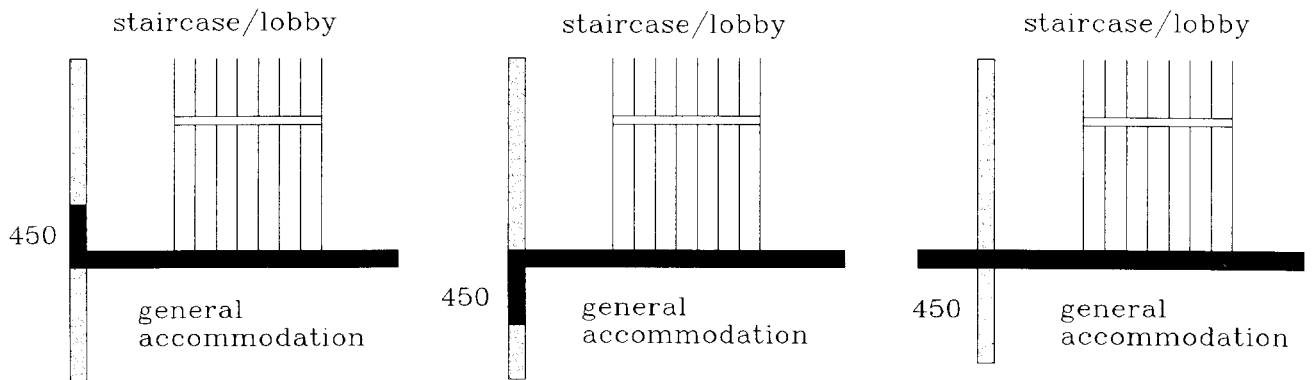 staircase/lobby
450
general
accommodation
staircase/lobby
450
general
accommodation
staircase/lobby
450
general
accommodation